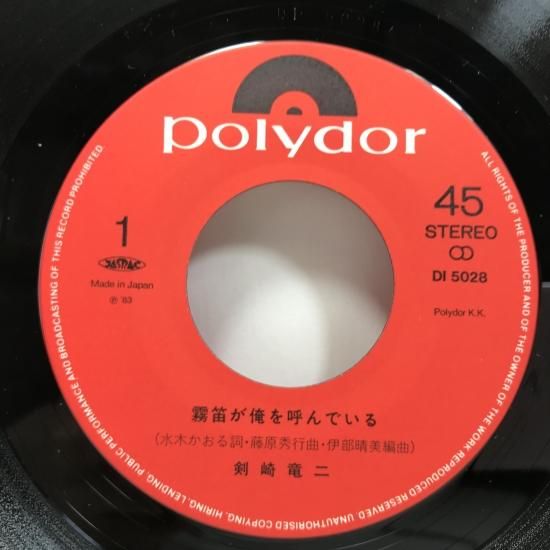 polydor
1
JASRAC
Made in Japan
℗ '83
45
STEREO
DI 5028
Polydor K.K.
霧笛が俺を呼んでいる
(水木かおる詞・藤原秀行曲・伊部晴美編曲)
剣崎竜二
ALL RIGHTS OF THE PRODUCER AND OF THE OWNER OF THE WORK REPRODUCED RESERVED. UNAUTHORISED COPYING, HIRING, LENDING, PUBLIC PERFORMANCE AND BROADCASTING OF THIS RECORD PROHIBITED.